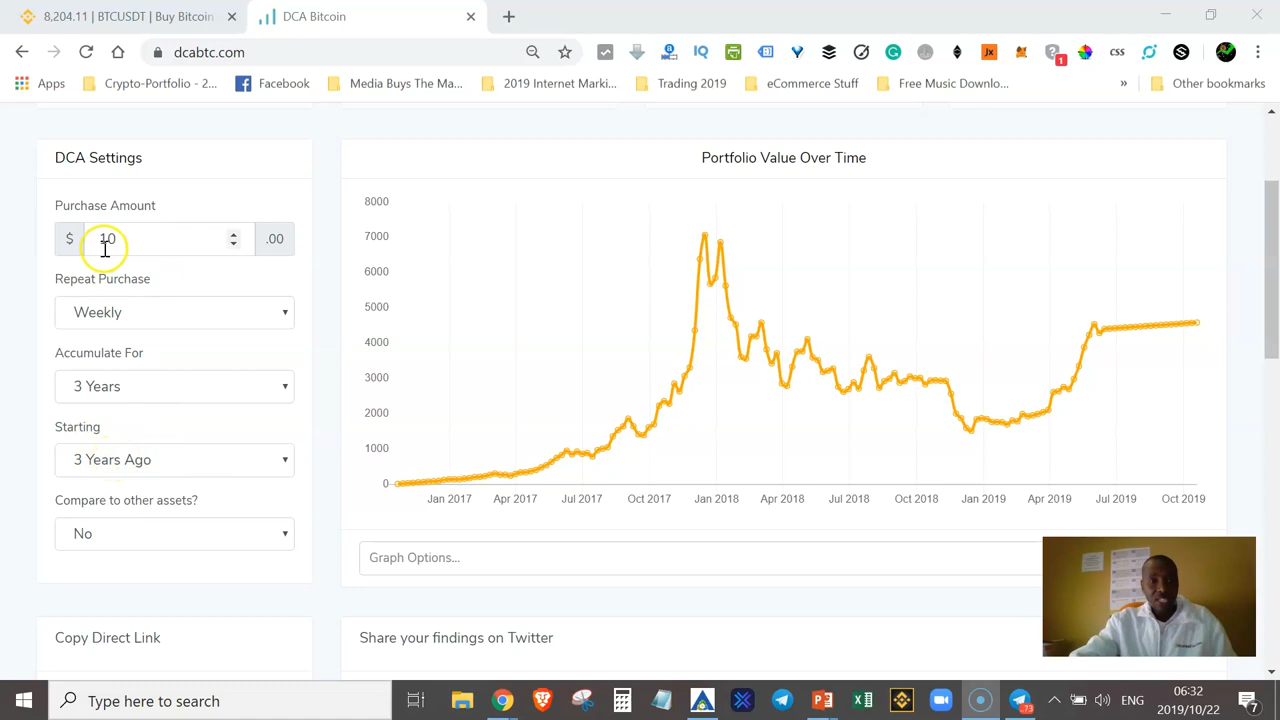 8,204.11 | BTCUSDT | Buy Bitcoin
DCA Bitcoin
dcabtc.com
css
1
Apps
Crypto-Portfolio - 2...
Facebook
Media Buys The Ma...
2019 Internet Marki...
Trading 2019
eCommerce Stuff
Free Music Downlo...
»
Other bookmarks
DCA Settings
Purchase Amount
$ 10 .00
Repeat Purchase
Weekly
Accumulate For
3 Years
Starting
3 Years Ago
Compare to other assets?
No
Portfolio Value Over Time
8000
7000
6000
5000
4000
3000
2000
1000
0
Jan 2017 Apr 2017 Jul 2017 Oct 2017 Jan 2018 Apr 2018 Jul 2018 Oct 2018 Jan 2019 Apr 2019 Jul 2019 Oct 2019
Graph Options...
Copy Direct Link
Share your findings on Twitter
Type here to search
ENG
06:32
2019/10/22
7